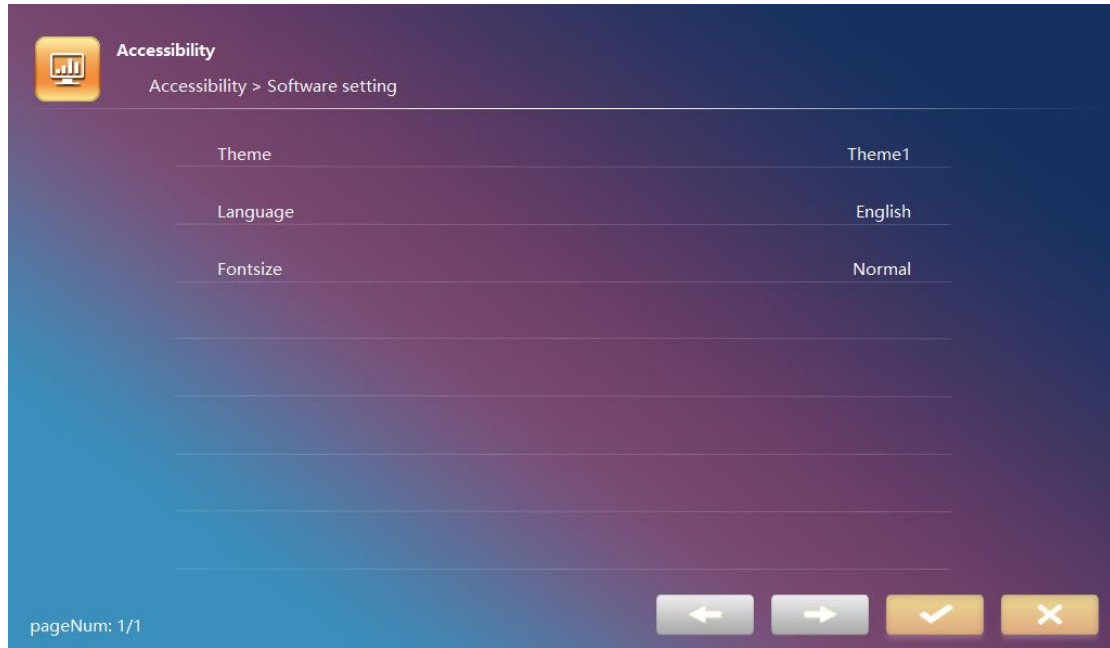 Accessibility
Accessibility > Software setting
Theme Theme1
Language English
Fontsize Normal
pageNum: 1/1